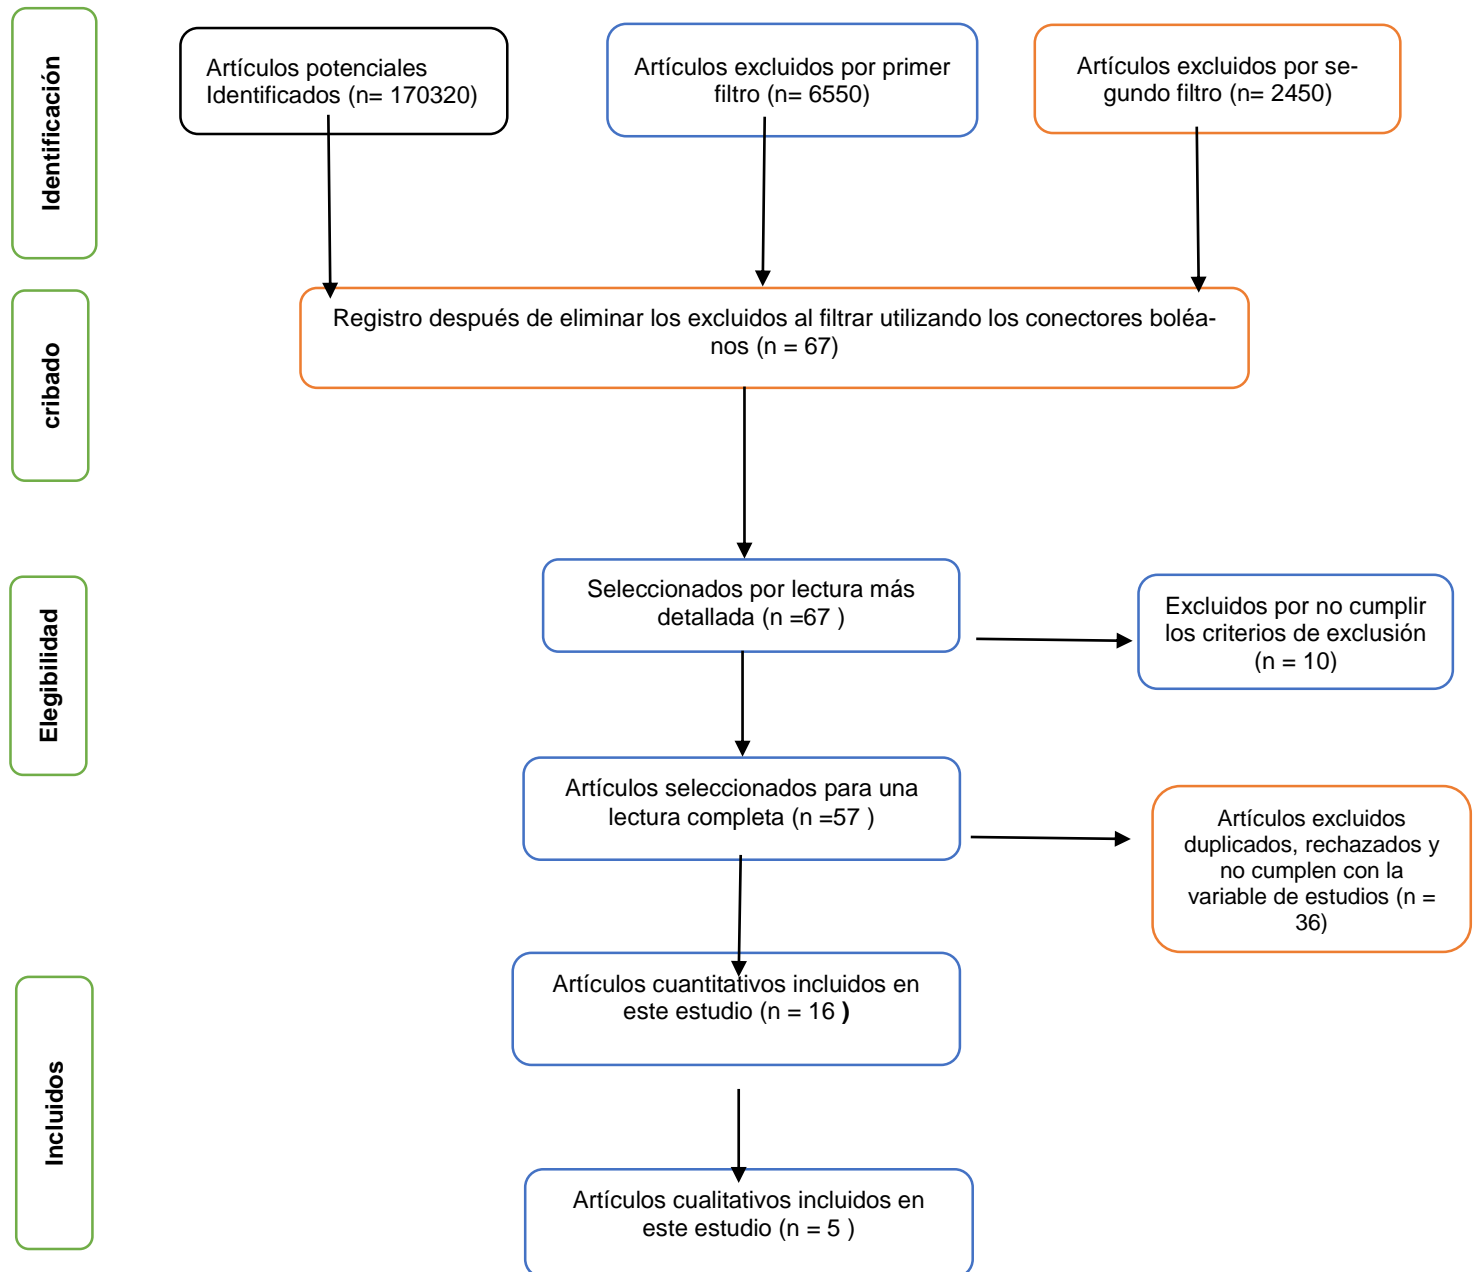 Identificación
Artículos potenciales
Identificados (n= 170320)
Artículos excluidos por primer
filtro (n= 6550)
Artículos excluidos por se-
gundo filtro (n= 2450)
cribado
Registro después de eliminar los excluidos al filtrar utilizando los conectores boléa-
nos (n = 67)
Elegibilidad
Seleccionados por lectura más
detallada (n =67 )
Excluidos por no cumplir
los criterios de exclusión
(n = 10)
Artículos seleccionados para una
lectura completa (n =57 )
Artículos excluidos
duplicados, rechazados y
no cumplen con la
variable de estudios (n =
36)
Incluidos
Artículos cuantitativos incluidos en
este estudio (n = 16 )
Artículos cualitativos incluidos en
este estudio (n = 5 )